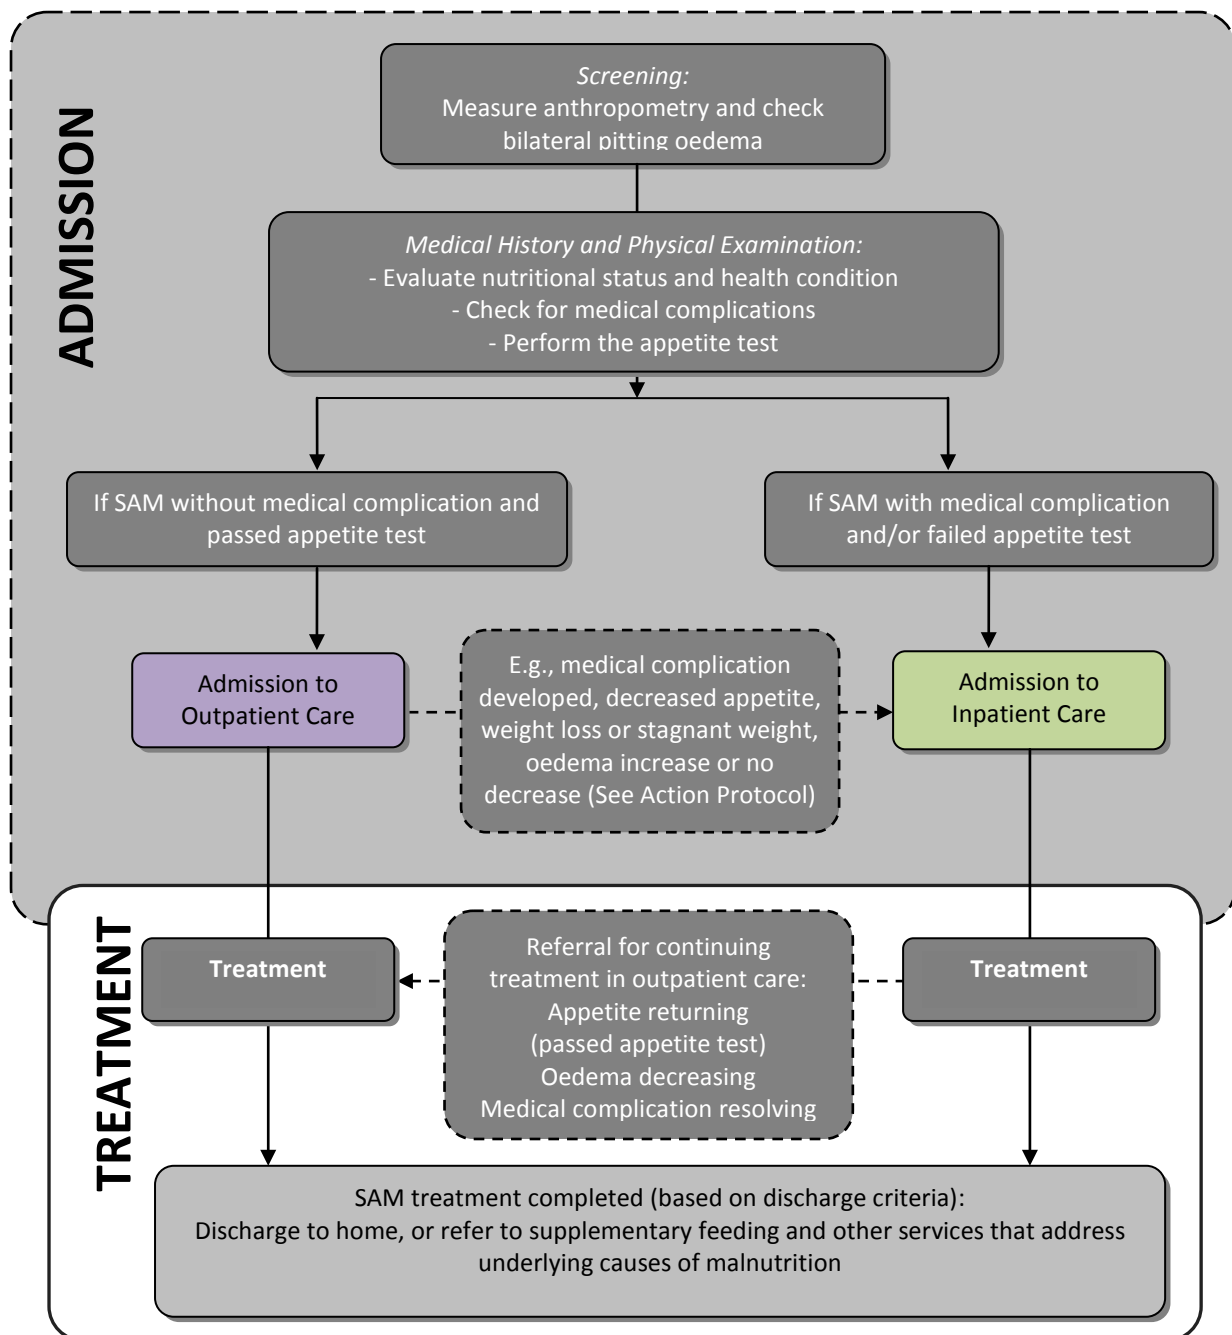 ADMISSION
Screening:
Measure anthropometry and check
bilateral pitting oedema
Medical History and Physical Examination:
- Evaluate nutritional status and health condition
- Check for medical complications
- Perform the appetite test
If SAM without medical complication and
passed appetite test
If SAM with medical complication
and/or failed appetite test
Admission to
Outpatient Care
E.g., medical complication
developed, decreased appetite,
weight loss or stagnant weight,
oedema increase or no
decrease (See Action Protocol)
Admission to
Inpatient Care
TREATMENT
Treatment
Referral for continuing
treatment in outpatient care:
Appetite returning
(passed appetite test)
Oedema decreasing
Medical complication resolving
Treatment
SAM treatment completed (based on discharge criteria):
Discharge to home, or refer to supplementary feeding and other services that address
underlying causes of malnutrition